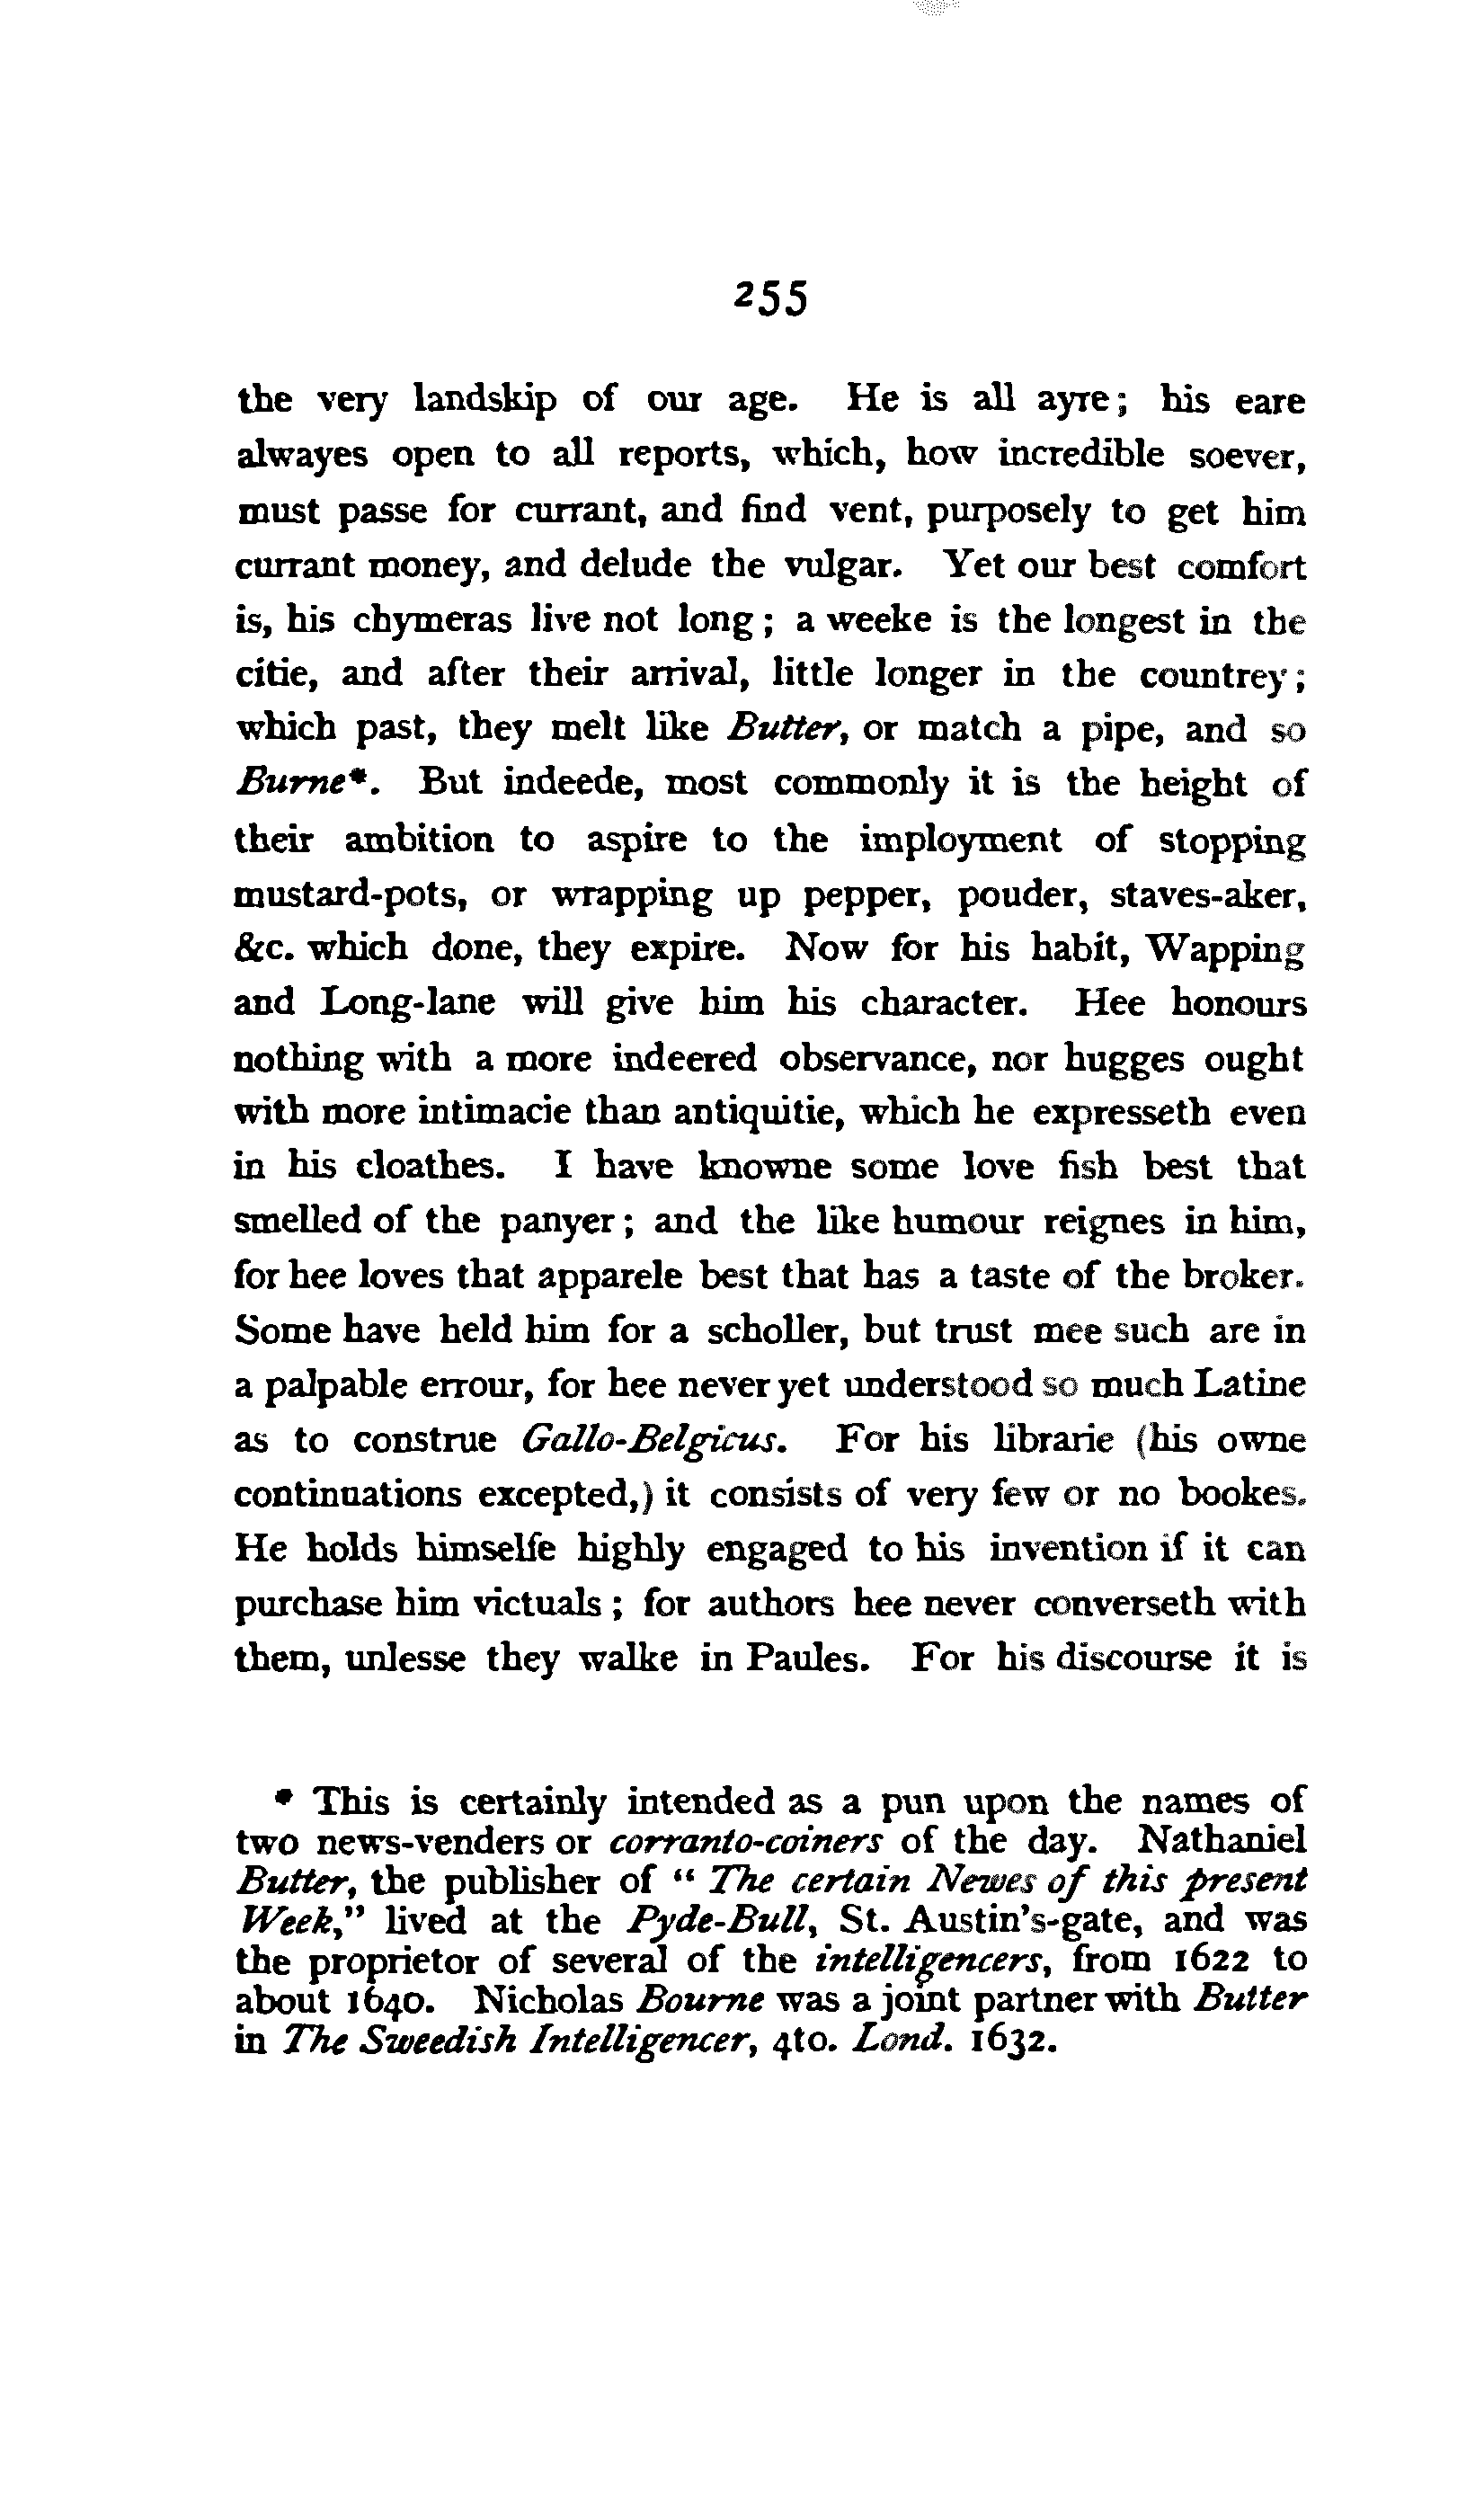 255
the very landskip of our age. He is all ayre; his eare
alwayes open to all reports, which, how incredible soever,
must passe for currant, and find vent, purposely to get him
currant money, and delude the vulgar. Yet our best comfort
is, his chymeras live not long; a weeke is the longest in the
citie, and after their arrival, little longer in the countrey;
which past, they melt like Butter, or match a pipe, and so
Burne*. But indeede, most commonly it is the height of
their ambition to aspire to the imployment of stopping
mustard-pots, or wrapping up pepper, pouder, staves-aker,
&c. which done, they expire. Now for his habit, Wapping
and Long-lane will give him his character. Hee honours
nothing with a more indeered observance, nor hugges ought
with more intimacie than antiquitie, which he expresseth even
in his cloathes. I have knowne some love fish best that
smelled of the panyer; and the like humour reignes in him,
for hee loves that apparele best that has a taste of the broker.
Some have held him for a scholler, but trust mee such are in
a palpable errour, for hee never yet understood so much Latine
as to construe Gallo-Belgicus. For his librarie (his owne
continuations excepted,) it consists of very few or no bookes.
He holds himselfe highly engaged to his invention if it can
purchase him victuals; for authors hee never converseth with
them, unlesse they walke in Paules. For his discourse it is
* This is certainly intended as a pun upon the names of
two news-venders or corranto-coiners of the day. Nathaniel
Butter, the publisher of "The certain Newes of this present
Week," lived at the Pyde-Bull, St. Austin's-gate, and was
the proprietor of several of the intelligencers, from 1622 to
about 1640. Nicholas Bourne was a joint partner with Butter
in The Sweedish Intelligencer, 4to. Lond. 1632.